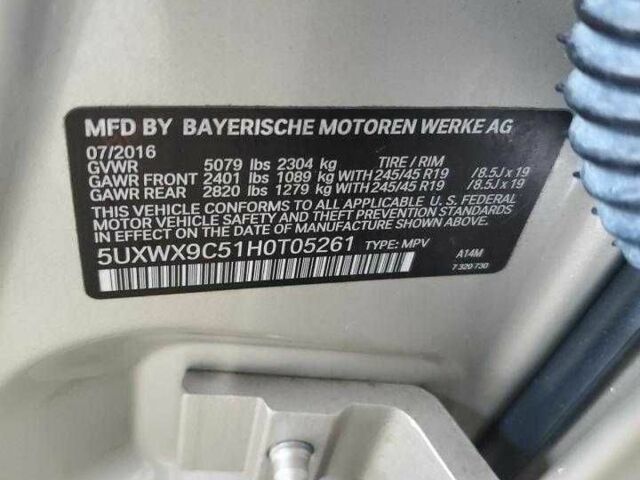 MFD BY BAYERISCHE MOTOREN WERKE AG
07/2016
GVWR 5079 lbs 2304 kg TIRE / RIM
GAWR FRONT 2401 lbs 1089 kg WITH 245/45 R19 /8.5J x 19
GAWR REAR 2820 lbs 1279 kg WITH 245/45 R19 /8.5J x 19
THIS VEHICLE CONFORMS TO ALL APPLICABLE U.S. FEDERAL
MOTOR VEHICLE SAFETY STANDARDS IN EFFECT ON THE DATE OF
MANUFACTURE SHOWN ABOVE.
5UXWX9C51H0T05261 TYPE: MPV A14M
7 320 730